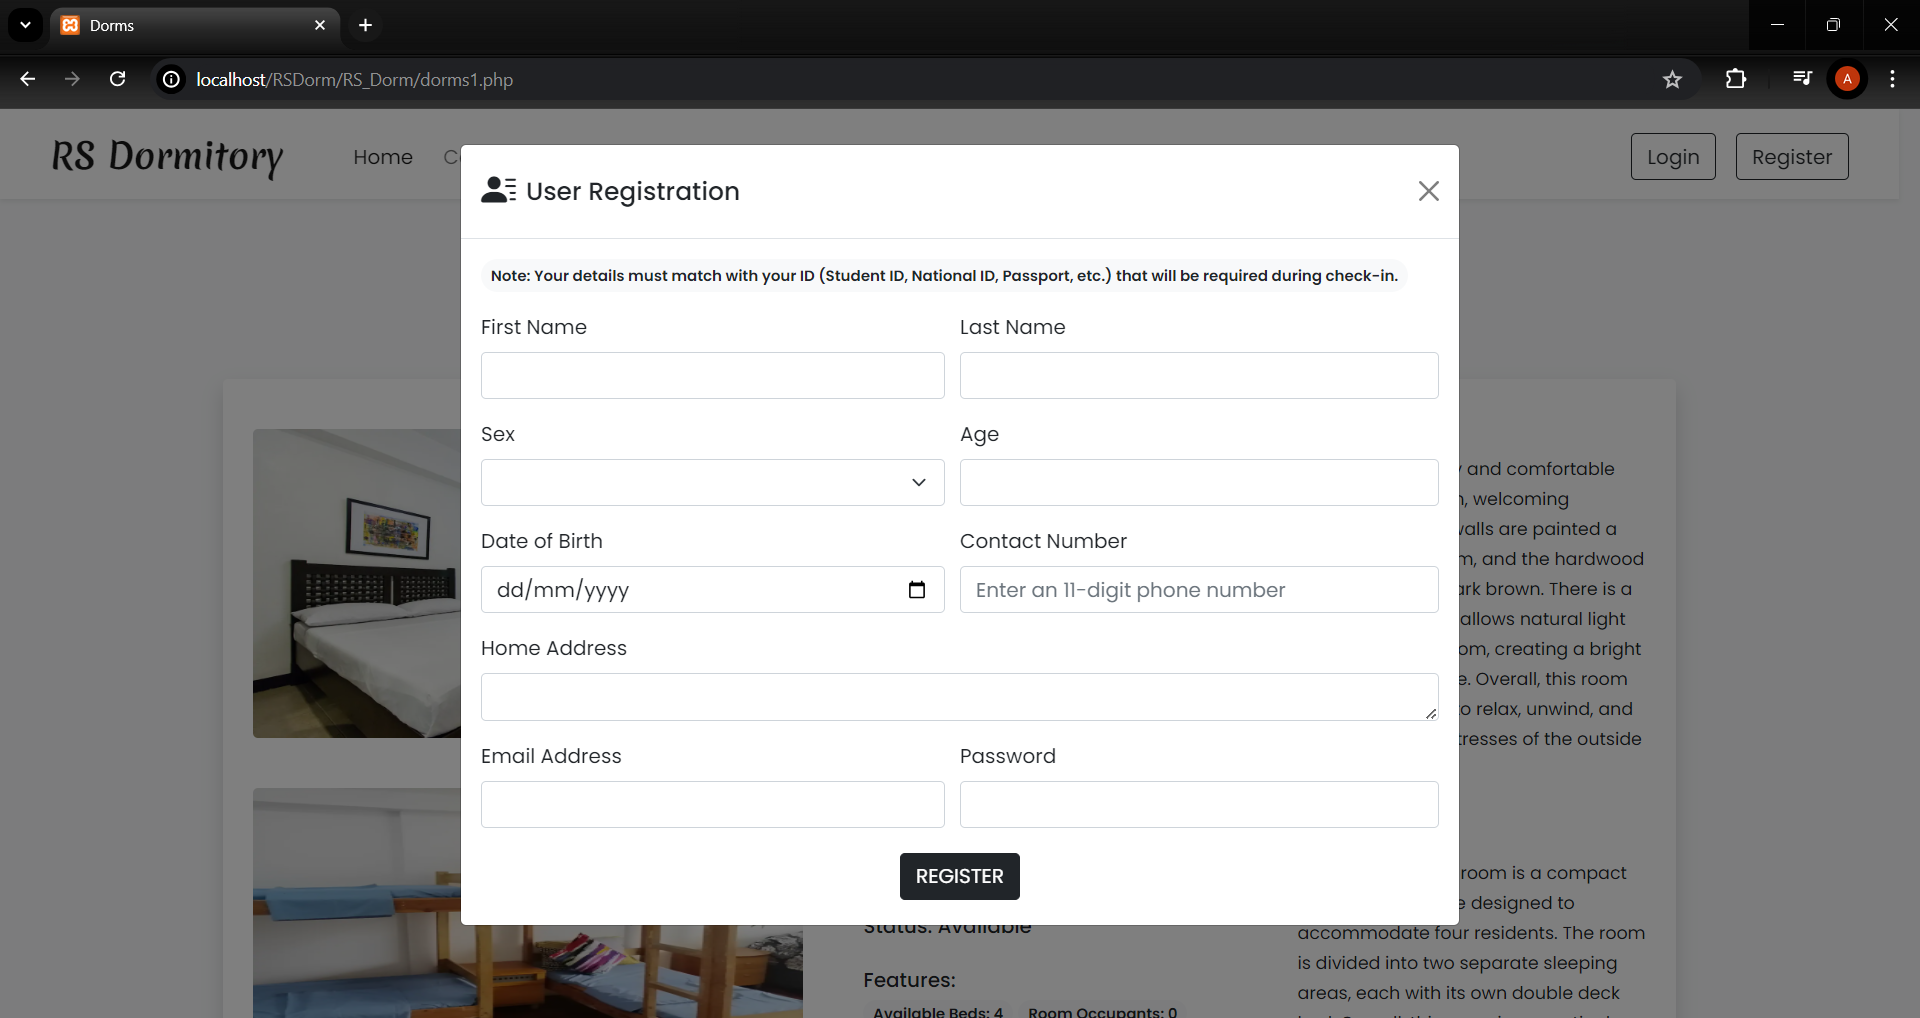 Dorms
localhost/RSDorm/RS_Dorm/dorms1.php
A
RS Dormitory
Home
Login
Register
User Registration
Note: Your details must match with your ID (Student ID, National ID, Passport, etc.) that will be required during check-in.
First Name
Last Name
Sex
Age
Date of Birth
Contact Number
dd/mm/yyyy
Enter an 11-digit phone number
Home Address
Email Address
Password
REGISTER
and comfortable
welcoming
walls are painted a
and the hardwood
brown. There is a
allows natural light
creating a bright
Overall, this room
to relax, unwind, and
of the outside
room is a compact
designed to
accommodate four residents. The room
is divided into two separate sleeping
areas, each with its own double deck
Status: Available
Features:
Available Beds: 4
Room Occupants: 0